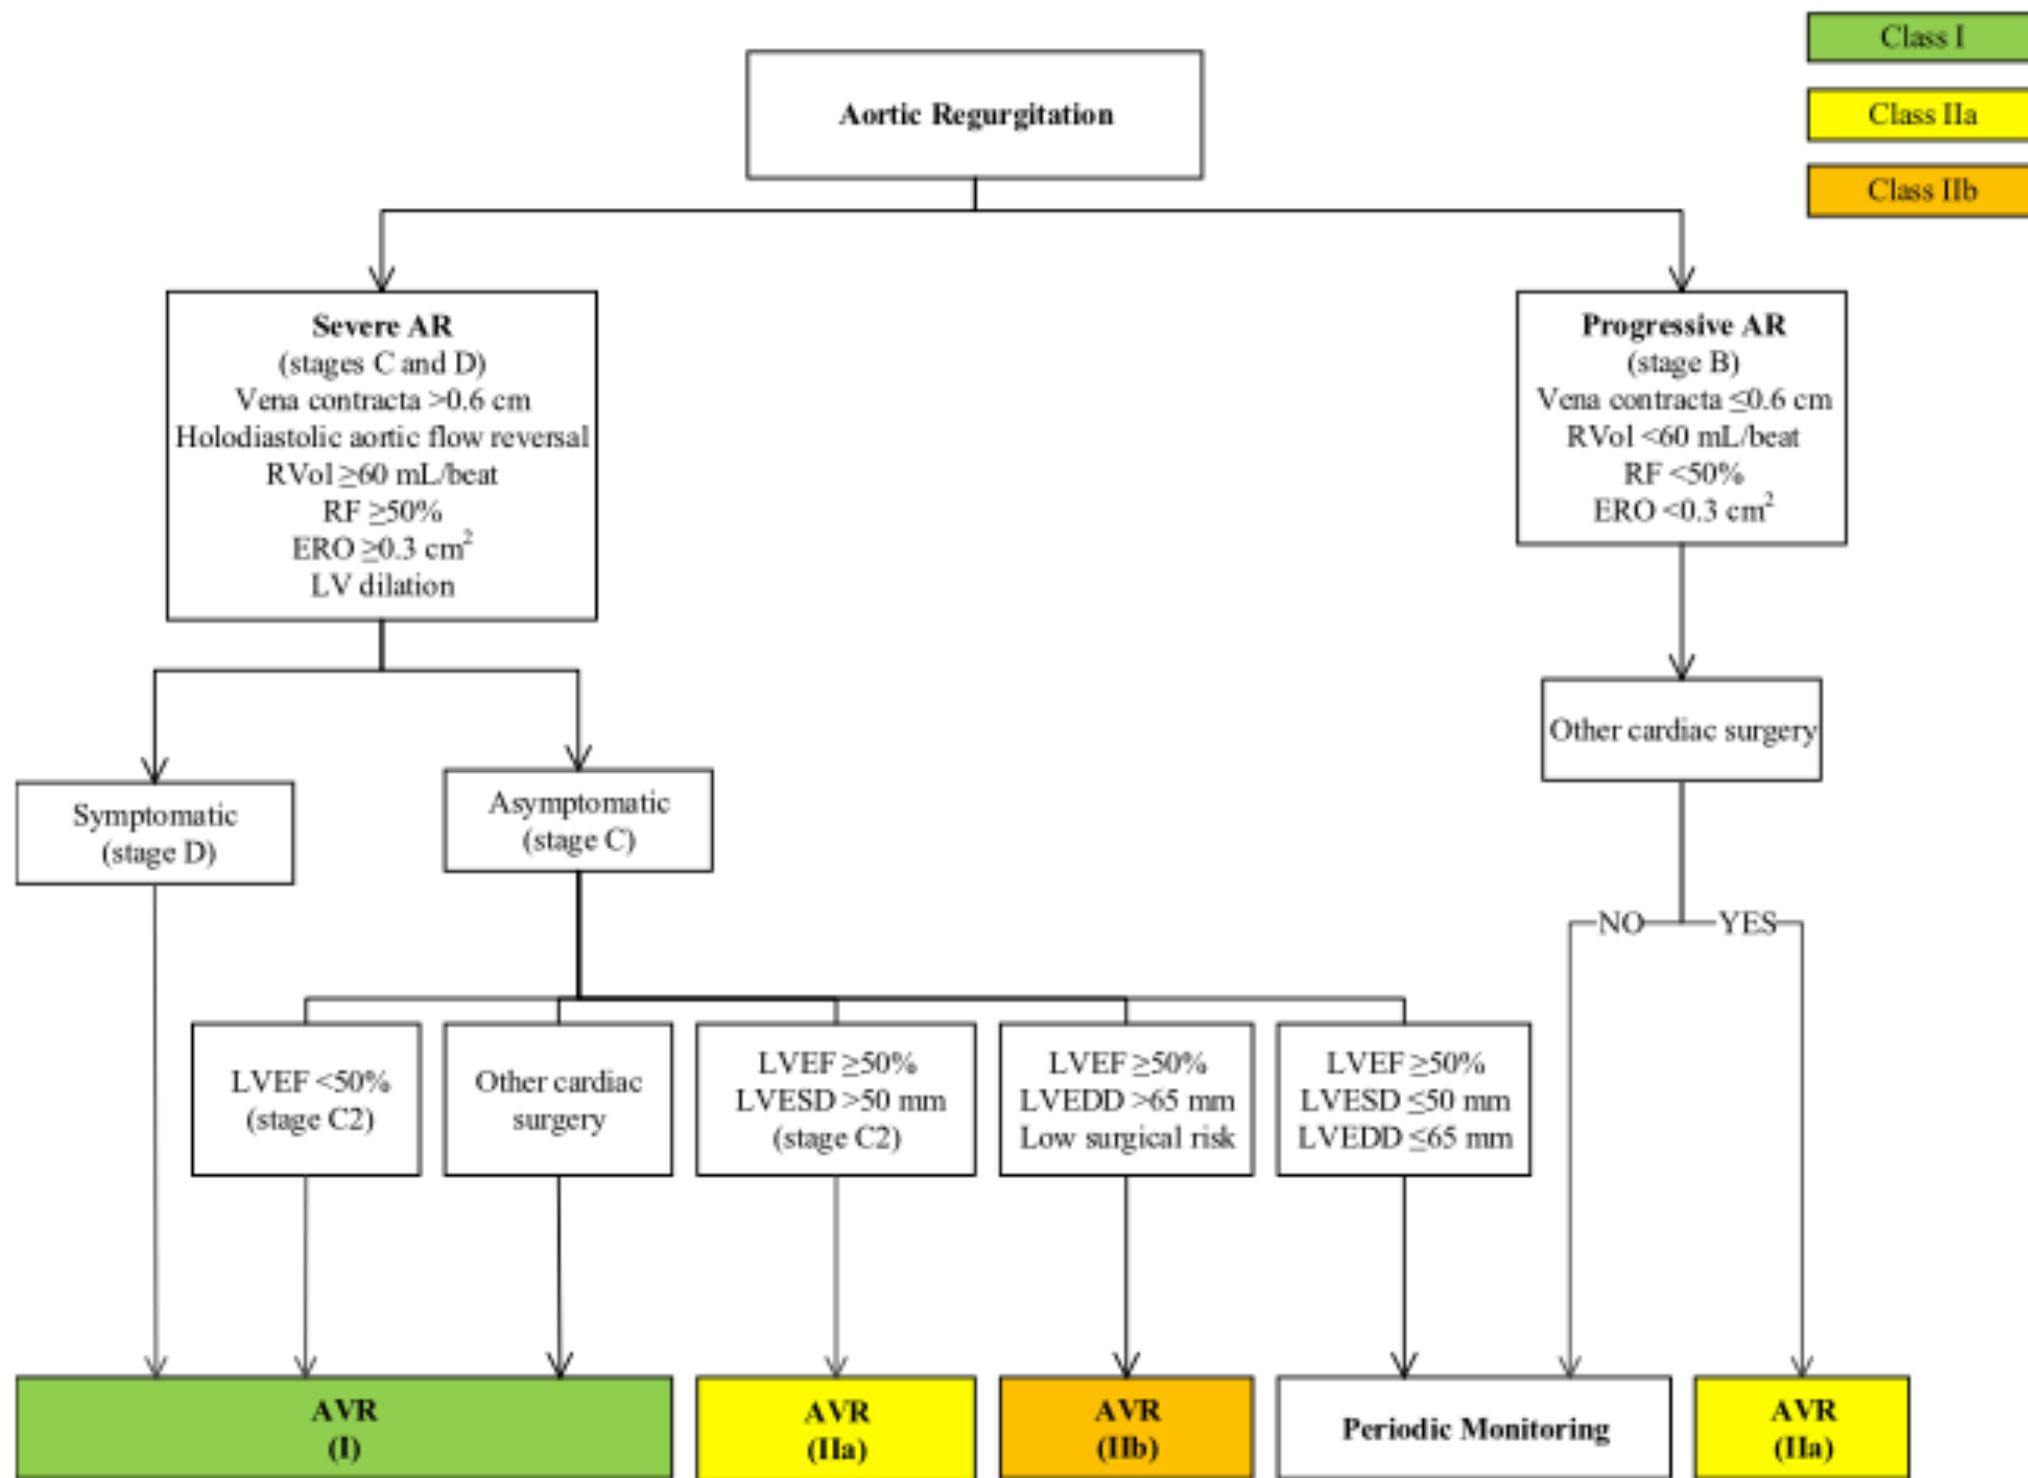 Class I
Class IIa
Class IIb
Aortic Regurgitation
Severe AR
(stages C and D)
Vena contracta >0.6 cm
Holodiastolic aortic flow reversal
RVol ≥60 mL/beat
RF ≥50%
ERO ≥0.3 cm²
LV dilation
Progressive AR
(stage B)
Vena contracta ≤0.6 cm
RVol <60 mL/beat
RF <50%
ERO <0.3 cm²
Other cardiac surgery
Symptomatic
(stage D)
Asymptomatic
(stage C)
NO
YES
LVEF <50%
(stage C2)
Other cardiac
surgery
LVEF ≥50%
LVESD >50 mm
(stage C2)
LVEF ≥50%
LVEDD >65 mm
Low surgical risk
LVEF ≥50%
LVESD ≤50 mm
LVEDD ≤65 mm
AVR
(I)
AVR
(IIa)
AVR
(IIb)
Periodic Monitoring
AVR
(IIa)